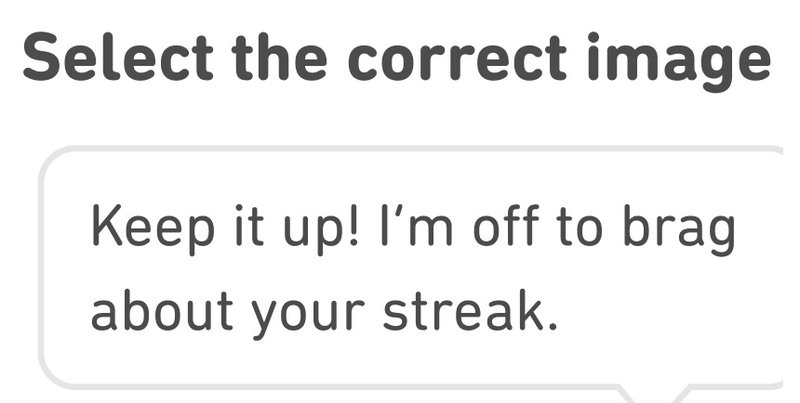 Select the correct image
Keep it up! I’m off to brag
about your streak.